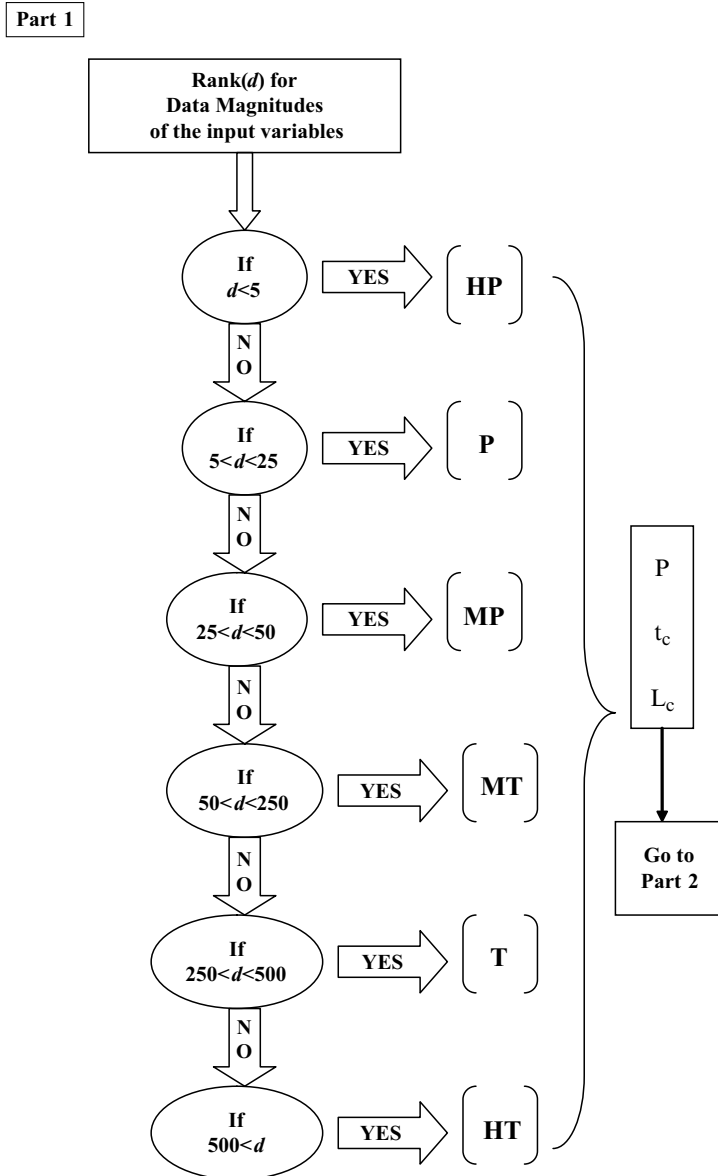 Part 1
Rank(d) for
Data Magnitudes
of the input variables
If
d<5
YES
HP
N
O
If
5<d<25
YES
P
N
O
If
25<d<50
YES
MP
N
O
If
50<d<250
YES
MT
N
O
If
250<d<500
YES
T
N
O
If
500<d
YES
HT
P
tc
Lc
Go to
Part 2